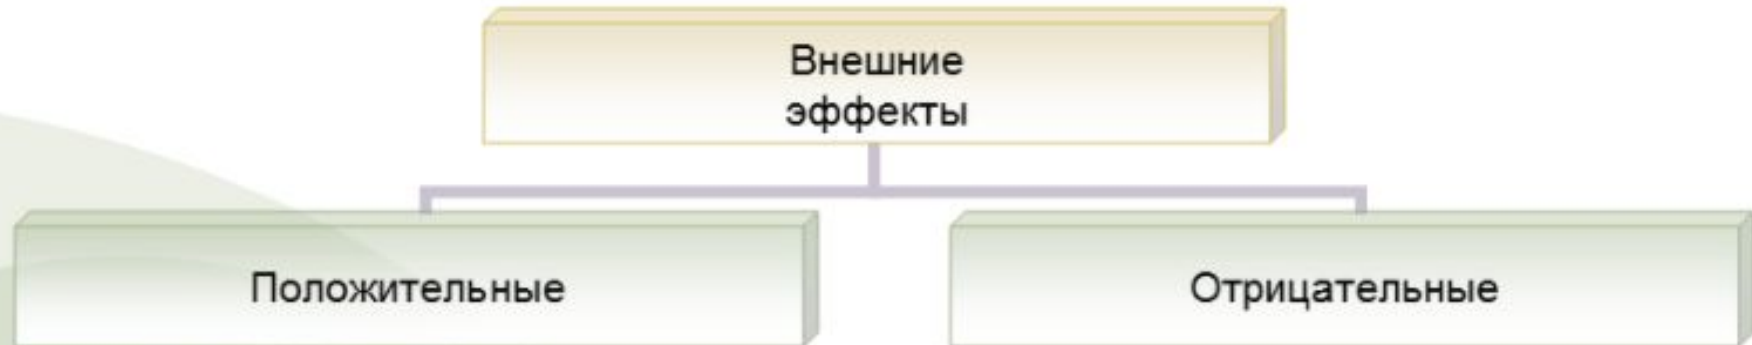 Внешние
эффекты
Положительные
Отрицательные